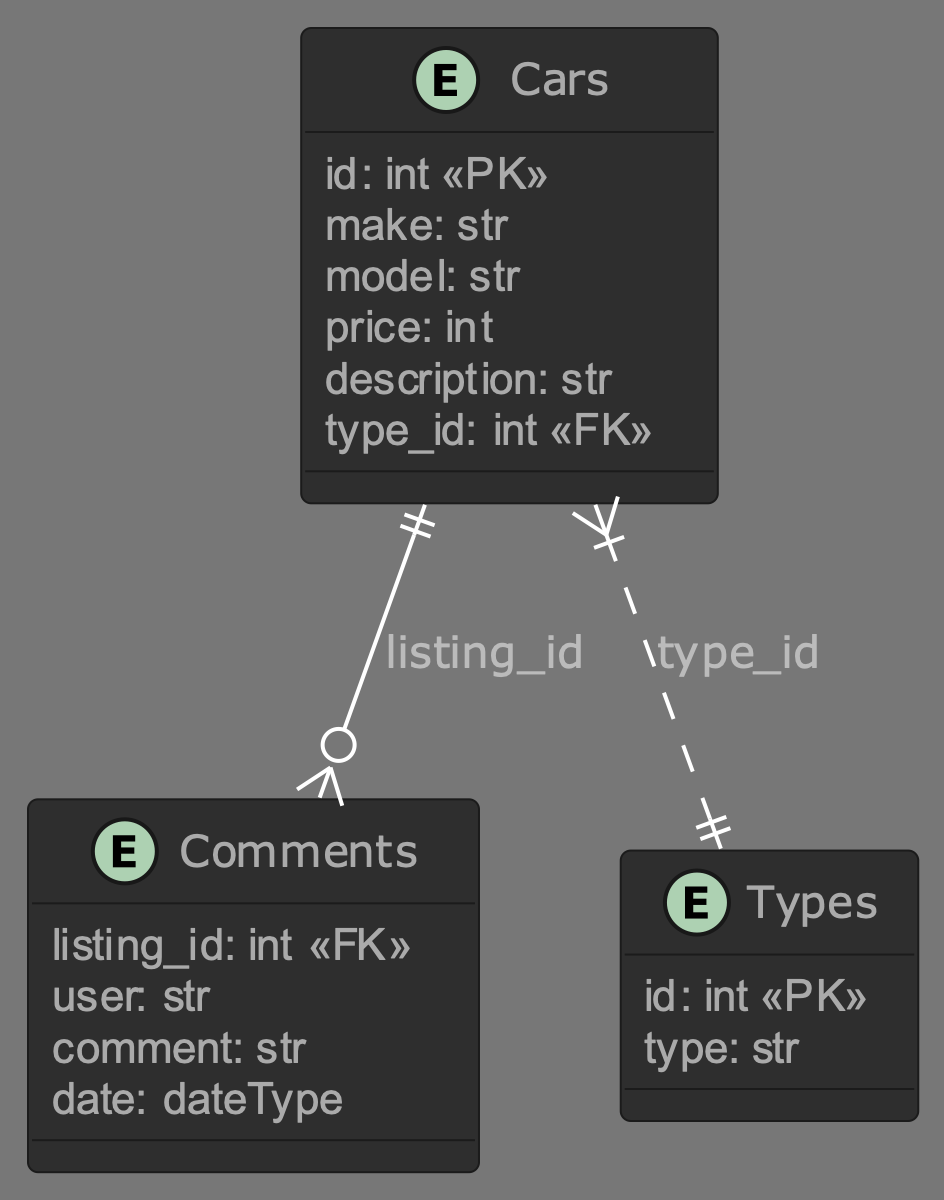 E Cars
id: int «PK»
make: str
model: str
price: int
description: str
type_id: int «FK»
listing_id
type_id
E Comments
listing_id: int «FK»
user: str
comment: str
date: dateType
E Types
id: int «PK»
type: str